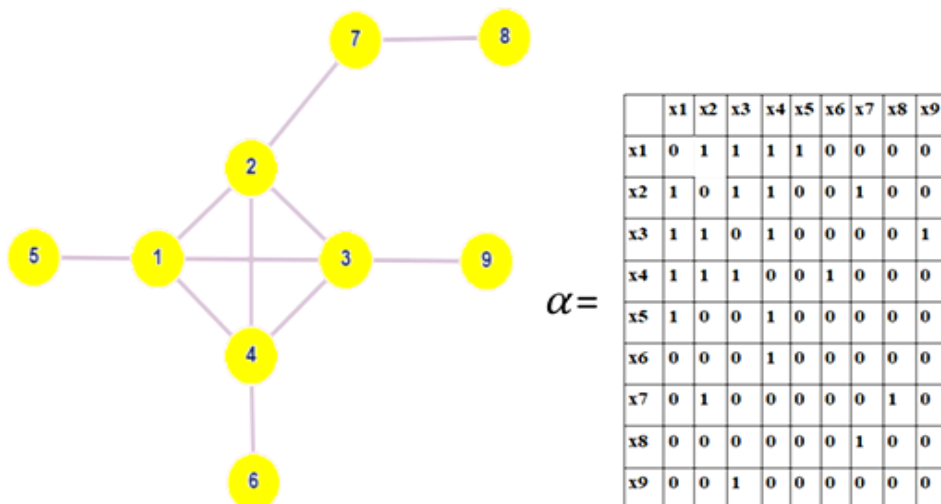 7 8
2
5 1 3 9
4
6
α=
x1 x2 x3 x4 x5 x6 x7 x8 x9
x1 0 1 1 1 1 0 0 0 0
x2 1 0 1 1 0 0 1 0 0
x3 1 1 0 1 0 0 0 0 1
x4 1 1 1 0 0 1 0 0 0
x5 1 0 0 1 0 0 0 0 0
x6 0 0 0 1 0 0 0 0 0
x7 0 1 0 0 0 0 0 1 0
x8 0 0 0 0 0 0 1 0 0
x9 0 0 1 0 0 0 0 0 0